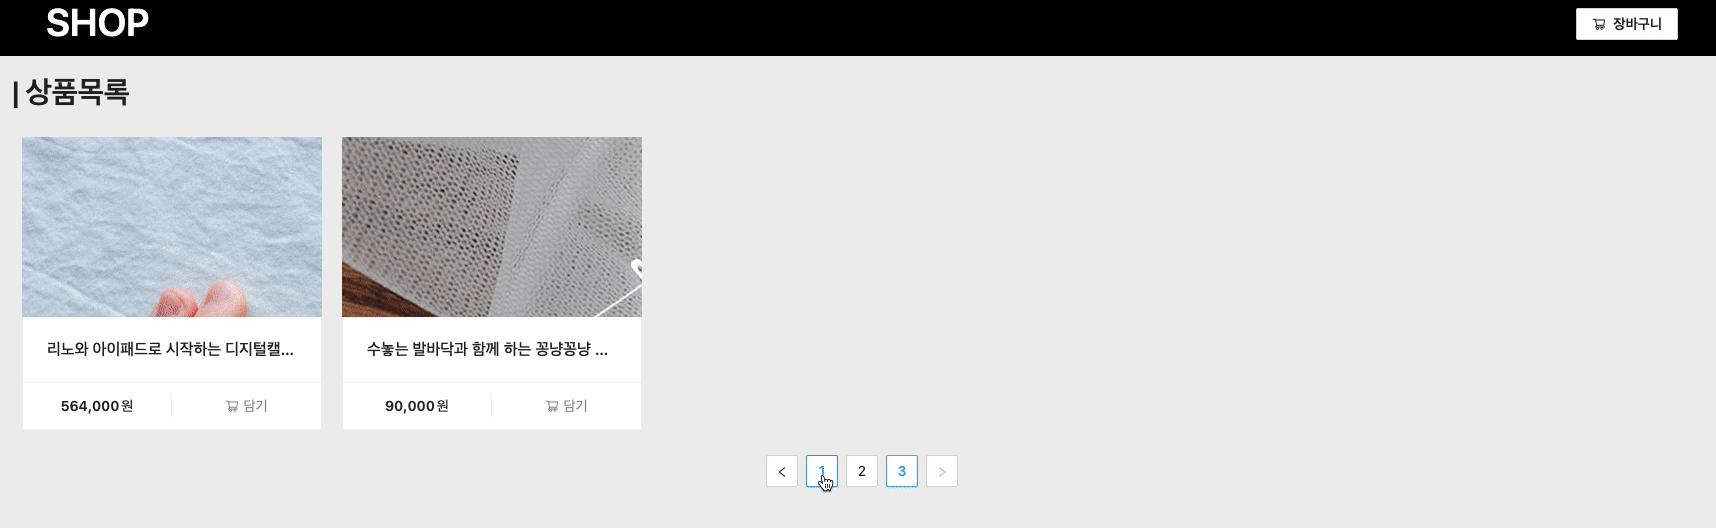 SHOP
장바구니
| 상품목록
리노와 아이패드로 시작하는 디지털캘...
수놓는 발바닥과 함께 하는 꽁냥꽁냥 ...
564,000원
담기
90,000원
담기
< 1 2 3 >